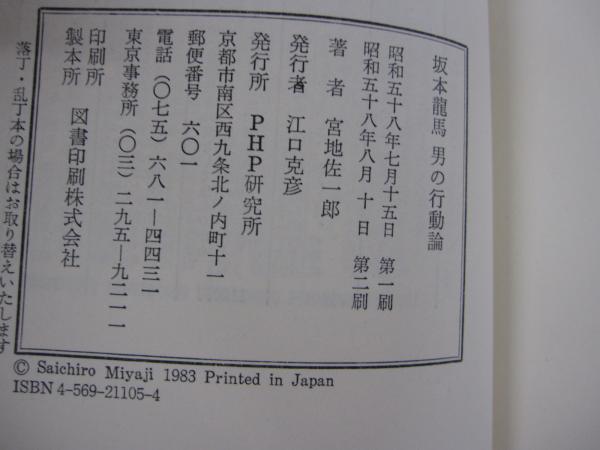 坂本龍馬 男の行動論
昭和五十八年七月十五日 第一刷
昭和五十八年八月十日 第二刷
著者 宮地佐一郎
発行者 江口克彦
発行所 PHP研究所
京都市南区西九条北ノ内町十一
郵便番号 六〇一
電話(〇七五)六八一―四四三一
東京事務所(〇三)二九五―九二一一
印刷所
製本所 図書印刷株式会社
落丁・乱丁本の場合はお取り替えいたします
© Saichiro Miyaji 1983 Printed in Japan
ISBN4-569-21105-4